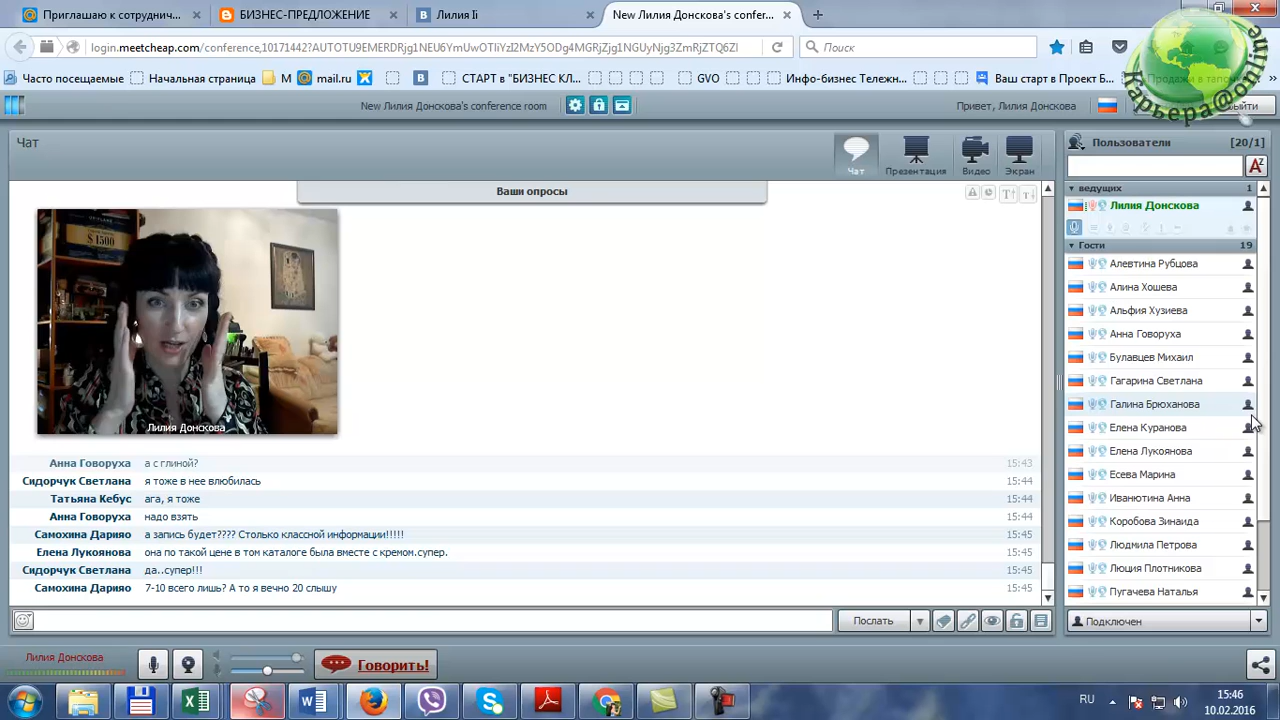 Приглашаю к сотруднич...
БИЗНЕС-ПРЕДЛОЖЕНИЕ
Лилия Ii
New Лилия Донскова's confer...
login.meetcheap.com/conference,10171442?
Поиск
Часто посещаемые
Начальная страница
М
mail.ru
СТАРТ в "БИЗНЕС КЛ...
GVO
Инфо-бизнес Тележн...
Ваш старт в Проект Б...
Карьера@online
New Лилия Донскова's conference room
Привет, Лилия Донскова
Чат
Чат
Презентация
Видео
Экран
Пользователи [20/1]
Ваши опросы
ведущих 1
Лилия Донскова
Гости 19
Алевтина Рубцова
Алина Хошева
Альфия Хузиева
Анна Говоруха
Булавцев Михаил
Гагарина Светлана
Галина Брюханова
Елена Куранова
Елена Лукоянова
Есева Марина
Иванютина Анна
Коробова Зинаида
Людмила Петрова
Люция Плотникова
Пугачева Наталья
$1500
Лилия Донскова
Анна Говоруха а с глиной? 15:43
Сидорчук Светлана я тоже в нее влюбилась 15:44
Татьяна Кебус ага, я тоже 15:44
Анна Говоруха надо взять 15:44
Самохина Дарияо а запись будет???? Столько классной информации!!!!! 15:45
Елена Лукоянова она по такой цене в том каталоге была вместе с кремом.супер. 15:45
Сидорчук Светлана да..супер!!! 15:45
Самохина Дарияо 7-10 всего лишь? А то я вечно 20 слышу 15:45
Послать
Подключен
Лилия Донскова
Говорить!
RU
15:46
10.02.2016